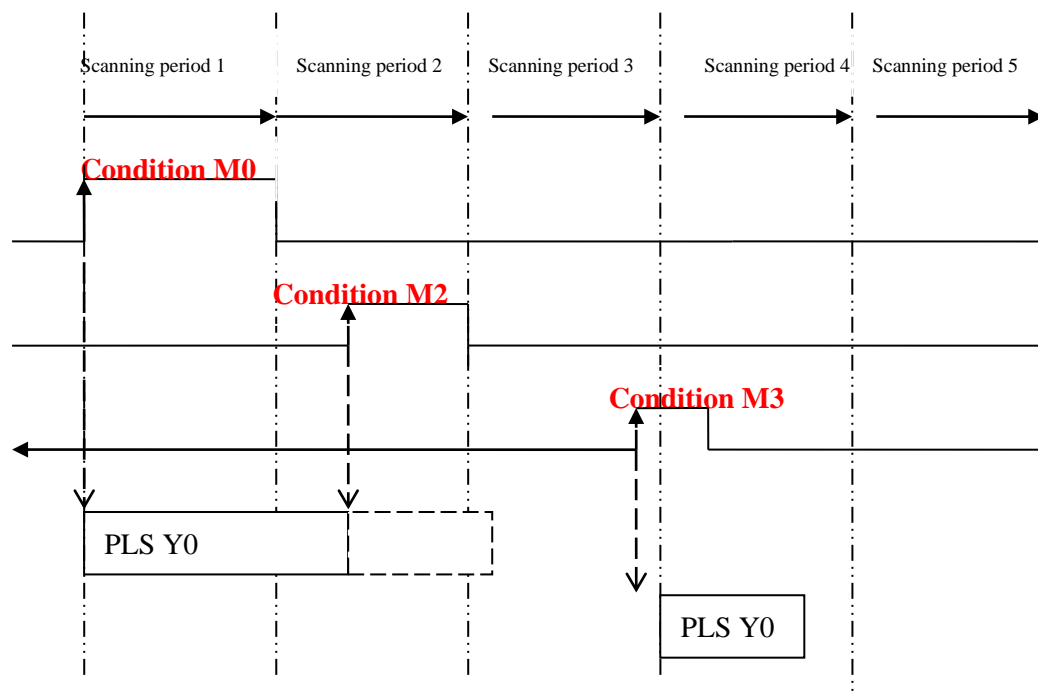 Scanning period 1
Scanning period 2
Scanning period 3
Scanning period 4
Scanning period 5
Condition M0
Condition M2
Condition M3
PLS Y0
PLS Y0